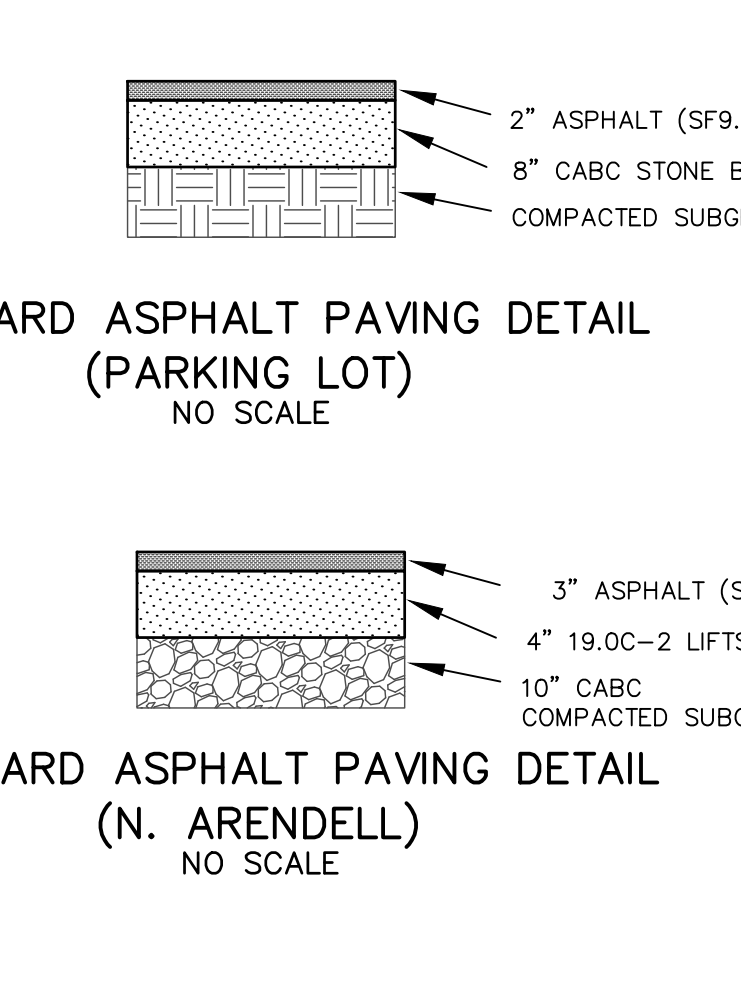 2” ASPHALT (SF9.
8” CABC STONE B
COMPACTED SUBG
ARD ASPHALT PAVING DETAIL
(PARKING LOT)
NO SCALE
3” ASPHALT (S
4” 19.0C-2 LIFTS
10” CABC
COMPACTED SUBG
ARD ASPHALT PAVING DETAIL
(N. ARENDELL)
NO SCALE